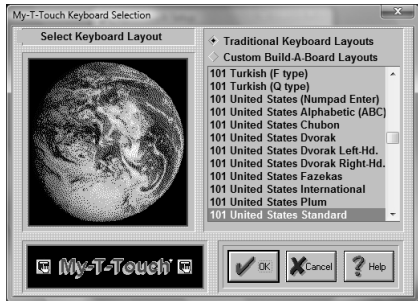 My-T-Touch Keyboard Selection
Select Keyboard Layout
Traditional Keyboard Layouts
Custom Build-A-Board Layouts
101 Turkish (F type)
101 Turkish (Q type)
101 United States (Numpad Enter)
101 United States Alphabetic (ABC)
101 United States Chubon
101 United States Dvorak
101 United States Dvorak Left-Hd.
101 United States Dvorak Right-Hd.
101 United States Fazekas
101 United States International
101 United States Plum
101 United States Standard
My-T-Touch
OK
Cancel
Help